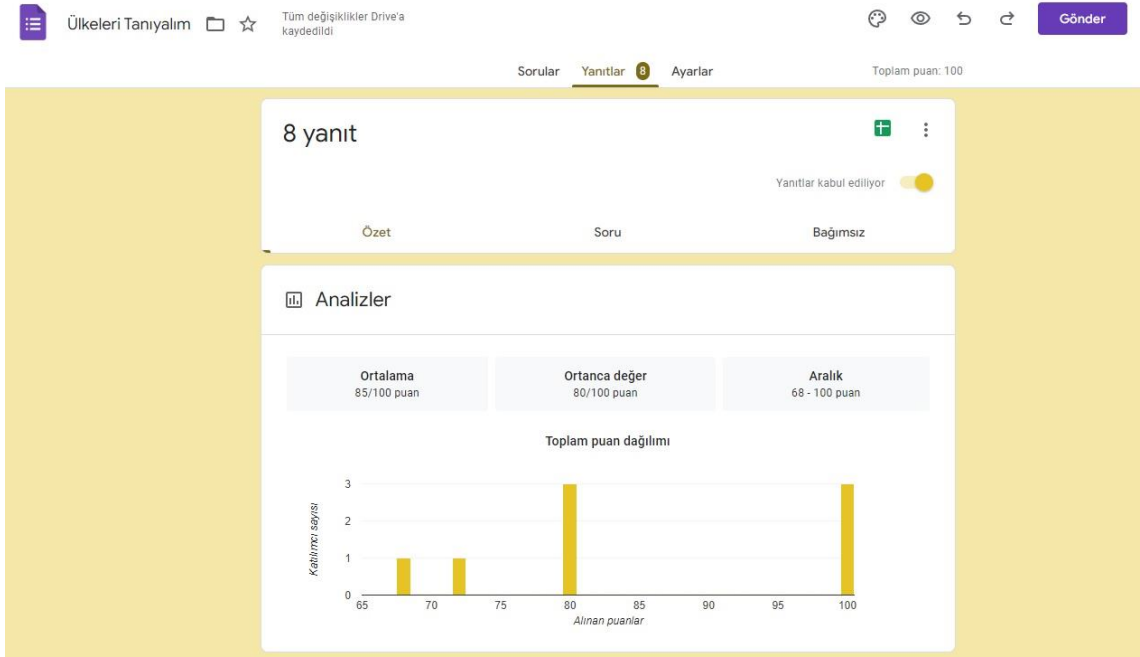 Ülkeleri Tanıyalım
Tüm değişiklikler Drive'a
kaydedildi
Gönder
Sorular
Yanıtlar 8
Ayarlar
Toplam puan: 100
8 yanıt
Yanıtlar kabul ediliyor
Özet
Soru
Bağımsız
Analizler
Ortalama
85/100 puan
Ortanca değer
80/100 puan
Aralık
68 - 100 puan
Toplam puan dağılımı
Katılımcı sayısı
3
2
1
0
65 70 75 80 85 90 95 100
Alınan puanlar